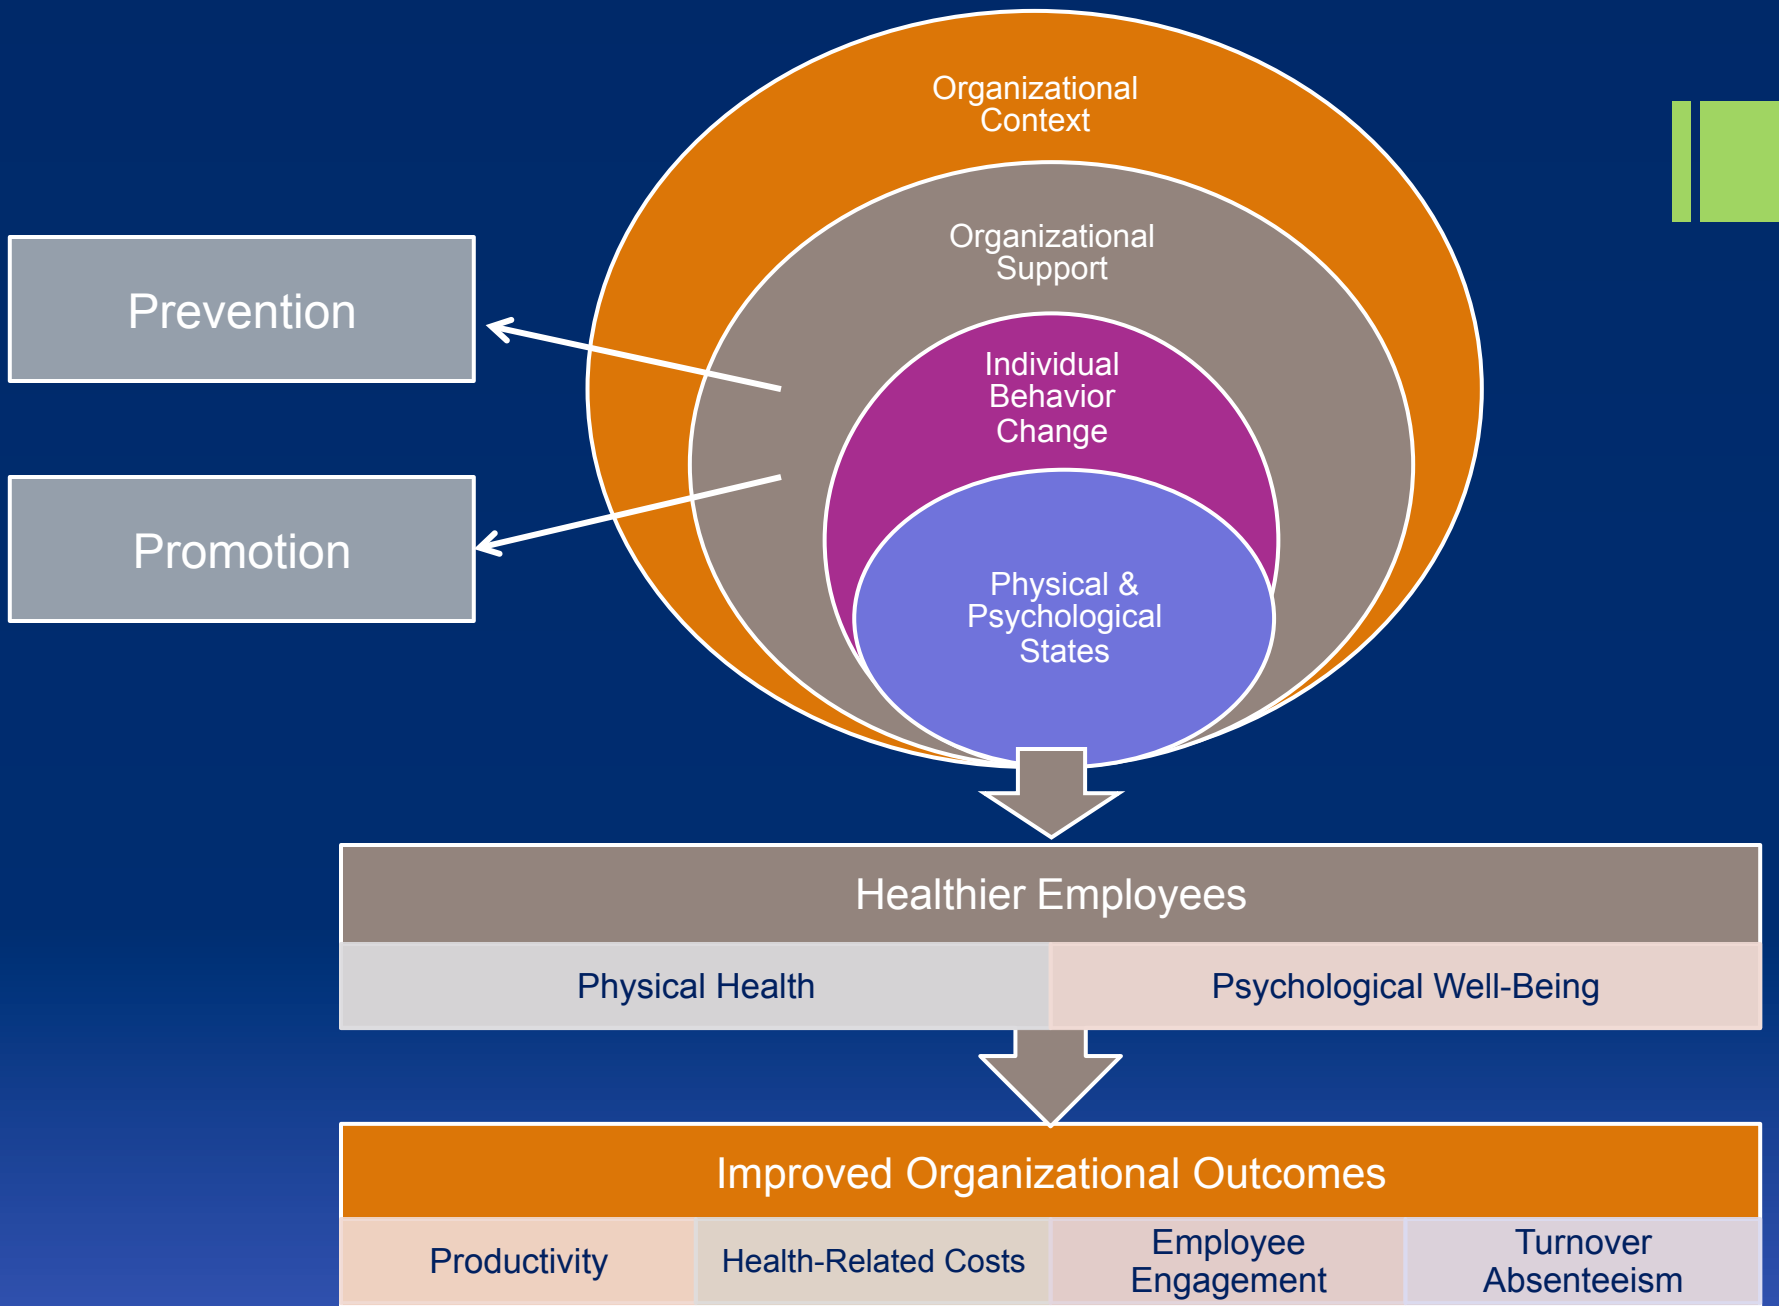 Organizational
Context
Organizational
Support
Prevention
Individual
Behavior
Change
Promotion
Physical &
Psychological
States
Healthier Employees
Physical Health
Psychological Well-Being
Improved Organizational Outcomes
Productivity
Health-Related Costs
Employee
Engagement
Turnover
Absenteeism